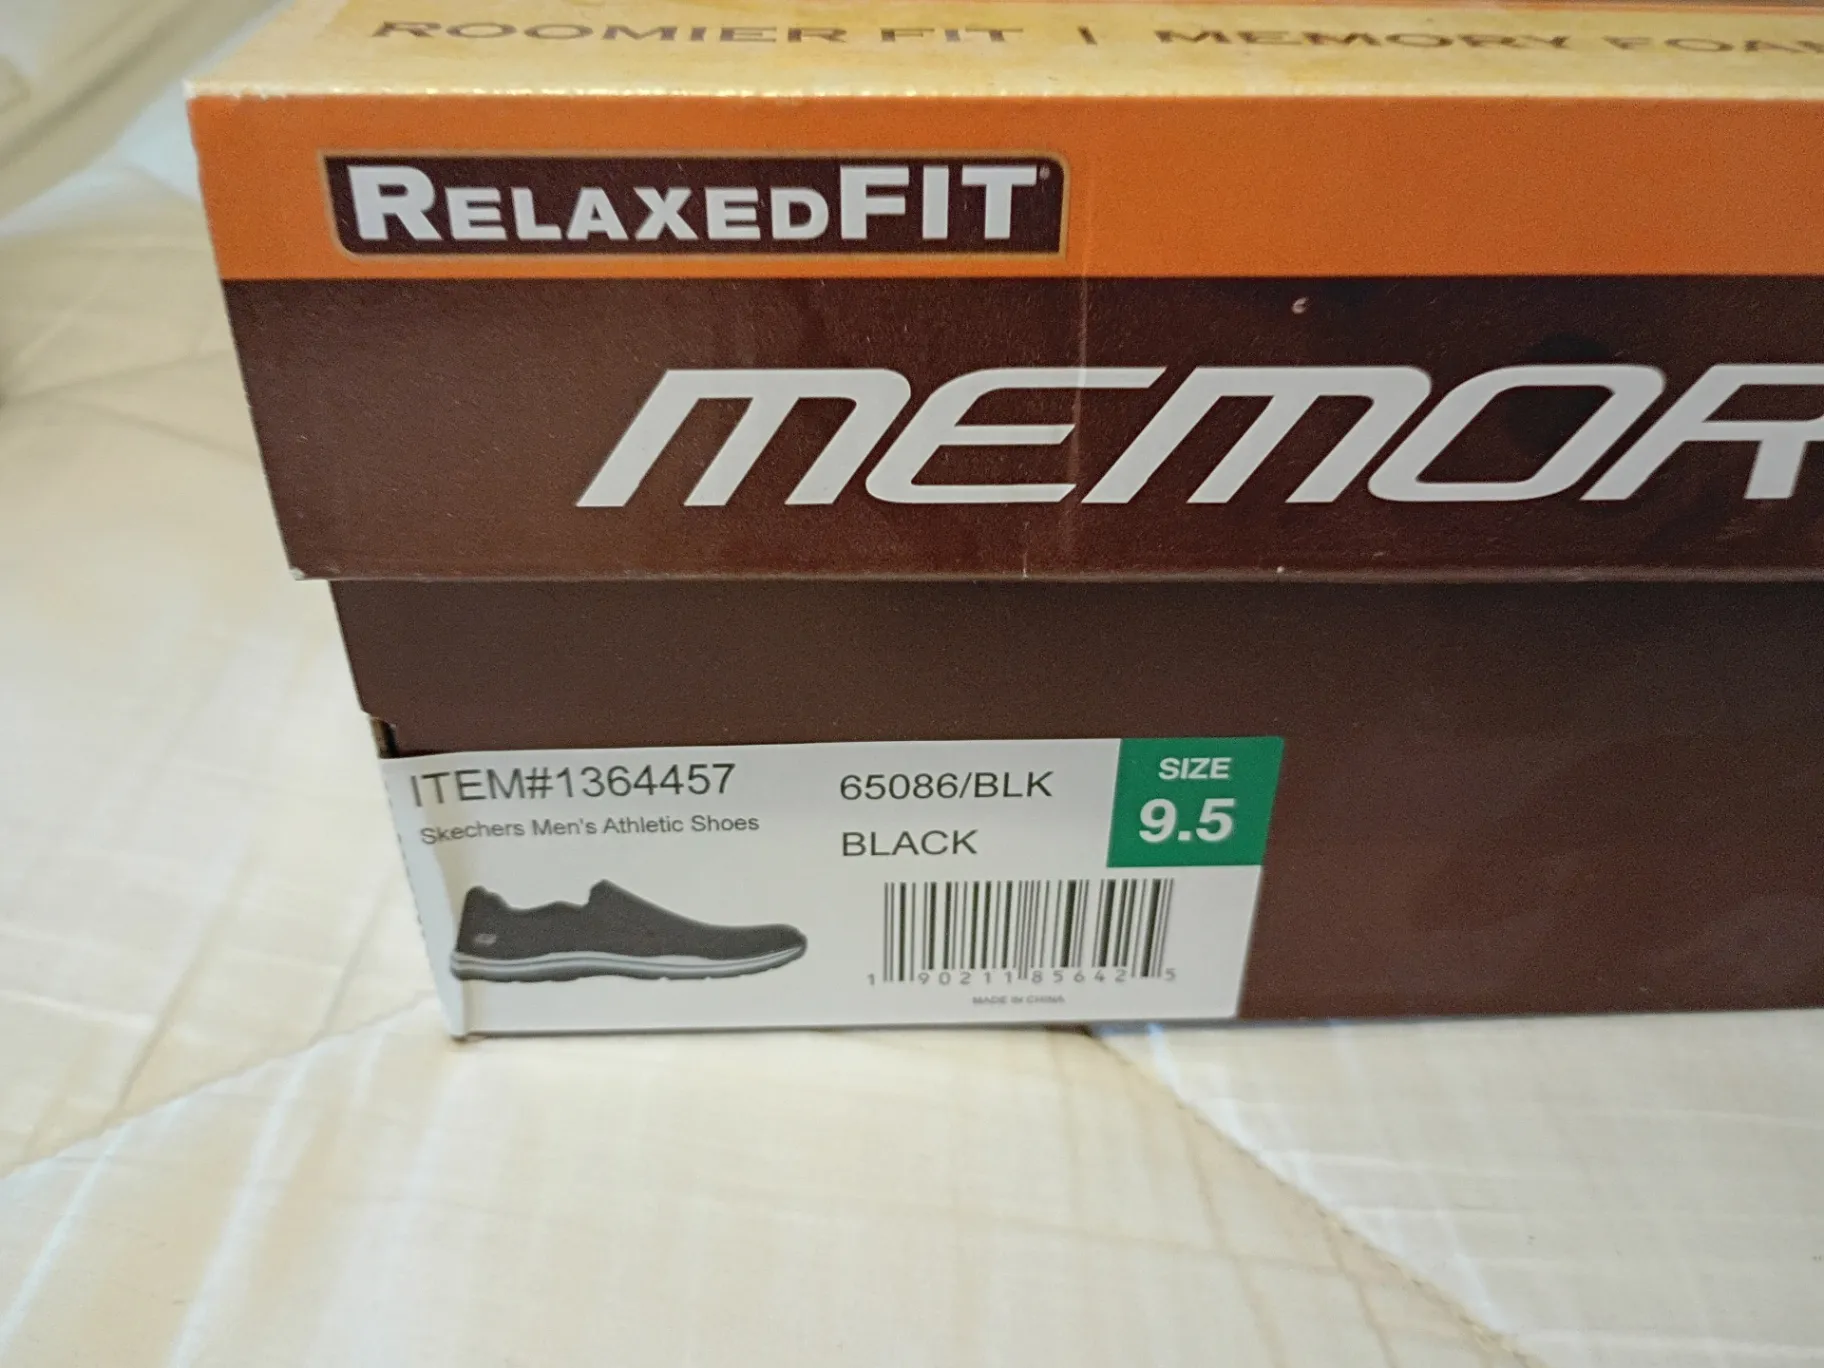 ROOMIER FIT | MEMORY FOA
RELAXEDFIT®
MEMOR
ITEM#1364457
Skechers Men's Athletic Shoes
65086/BLK
BLACK
SIZE
9.5
1 90211 85642 5
MADE IN CHINA